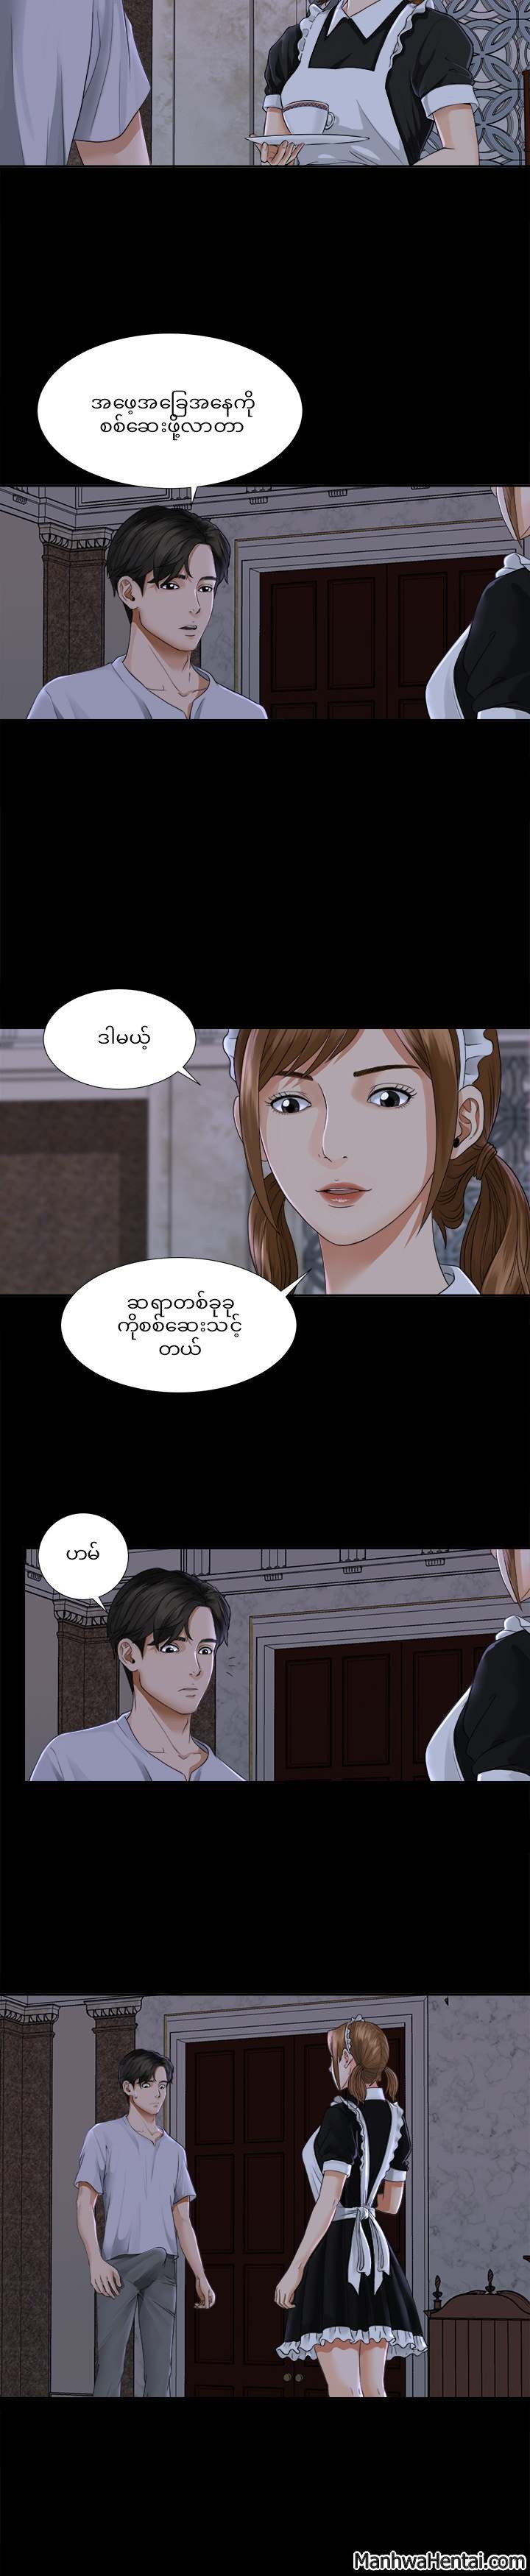 အဖေ့အခြေအနေကို
စစ်ဆေးဖို့လာတာ
ဒါမယ့်
ဆရာတစ်ခုခု
ကိုစစ်ဆေးသင့်
တယ်
ဟမ်
ManhwaHentai.com